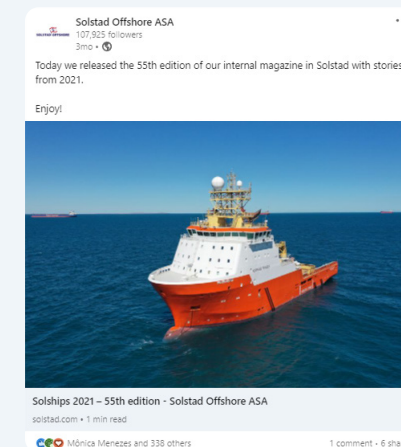 Solstad Offshore ASA
SOLSTAD OFFSHORE
107,925 followers
3mo •
Today we released the 55th edition of our internal magazine in Solstad with stories
from 2021.
Enjoy!
Solships 2021 – 55th edition - Solstad Offshore ASA
solstad.com • 1 min read
Mônica Menezes and 338 others
1 comment • 6 sha